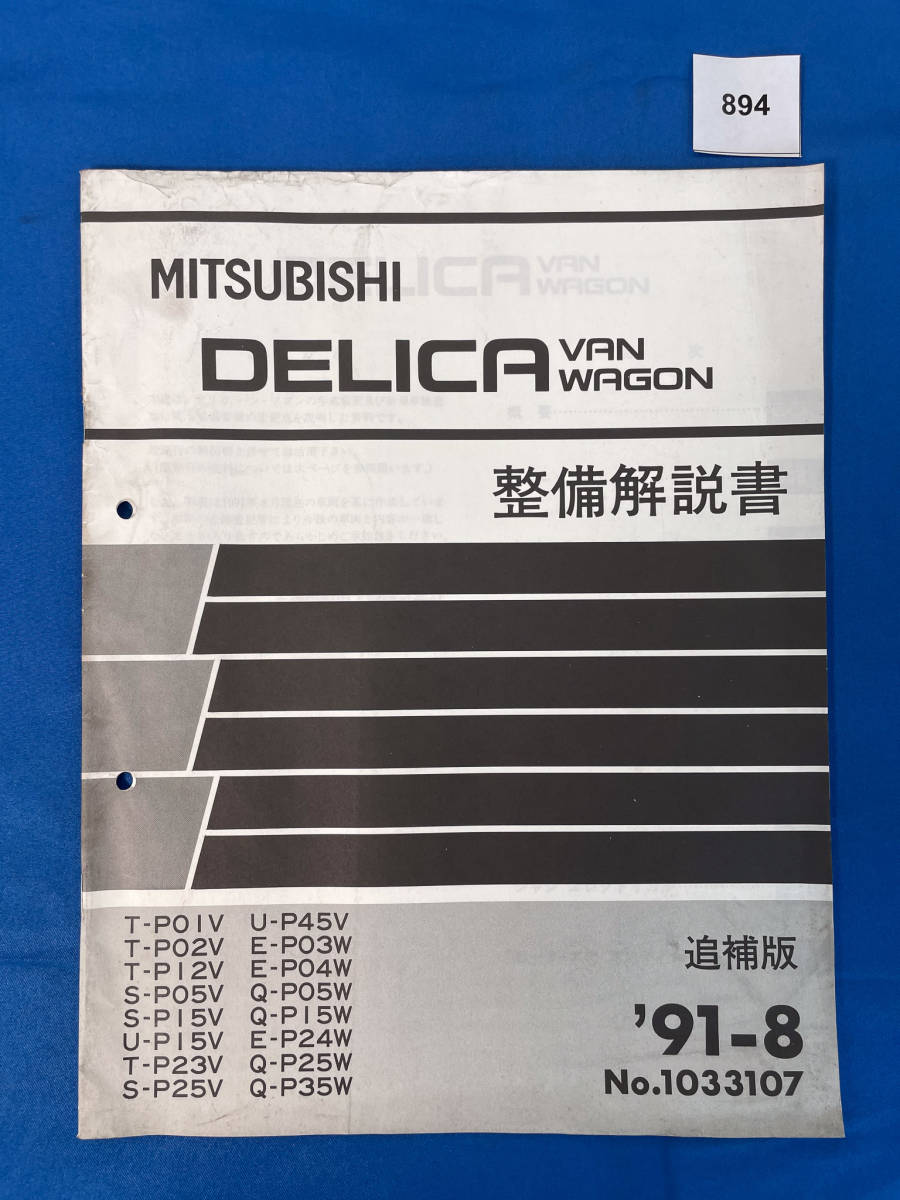 894
MITSUBISHI
DELICA VAN WAGON
整備解説書
T-P01V U-P45V
T-P02V E-P03W
T-P12V E-P04W
S-P05V Q-P05W
S-P15V Q-P15W
U-P15V E-P24W
T-P23V Q-P25W
S-P25V Q-P35W
追補版
’91-8
No.1033107